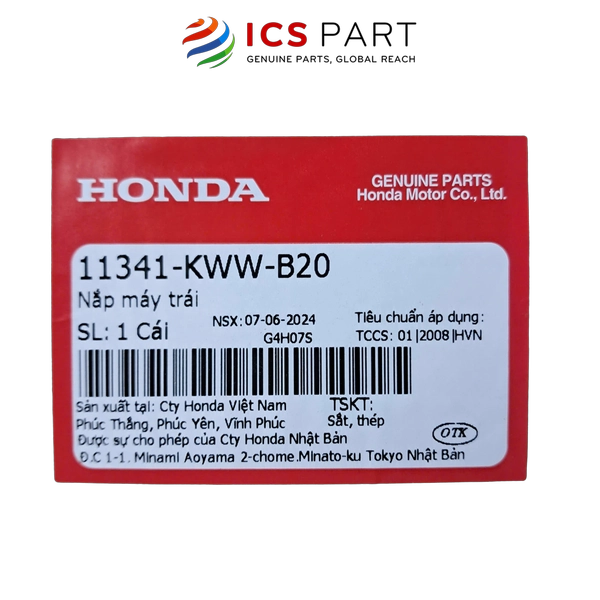 ICS PART
GENUINE PARTS, GLOBAL REACH
HONDA
GENUINE PARTS
Honda Motor Co., Ltd.
11341-KWW-B20
Nắp máy trái
SL: 1 Cái
NSX: 07-06-2024
G4H07S
Tiêu chuẩn áp dụng:
TCCS: 01|2008|HVN
Sản xuất tại: Cty Honda Việt Nam
Phúc Thắng, Phúc Yên, Vĩnh Phúc
TSKT:
Sắt, thép
Được sự cho phép của Cty Honda Nhật Bản
Đ.C 1-1. Minami Aoyama 2-chome.Minato-ku Tokyo Nhật Bản
OTK